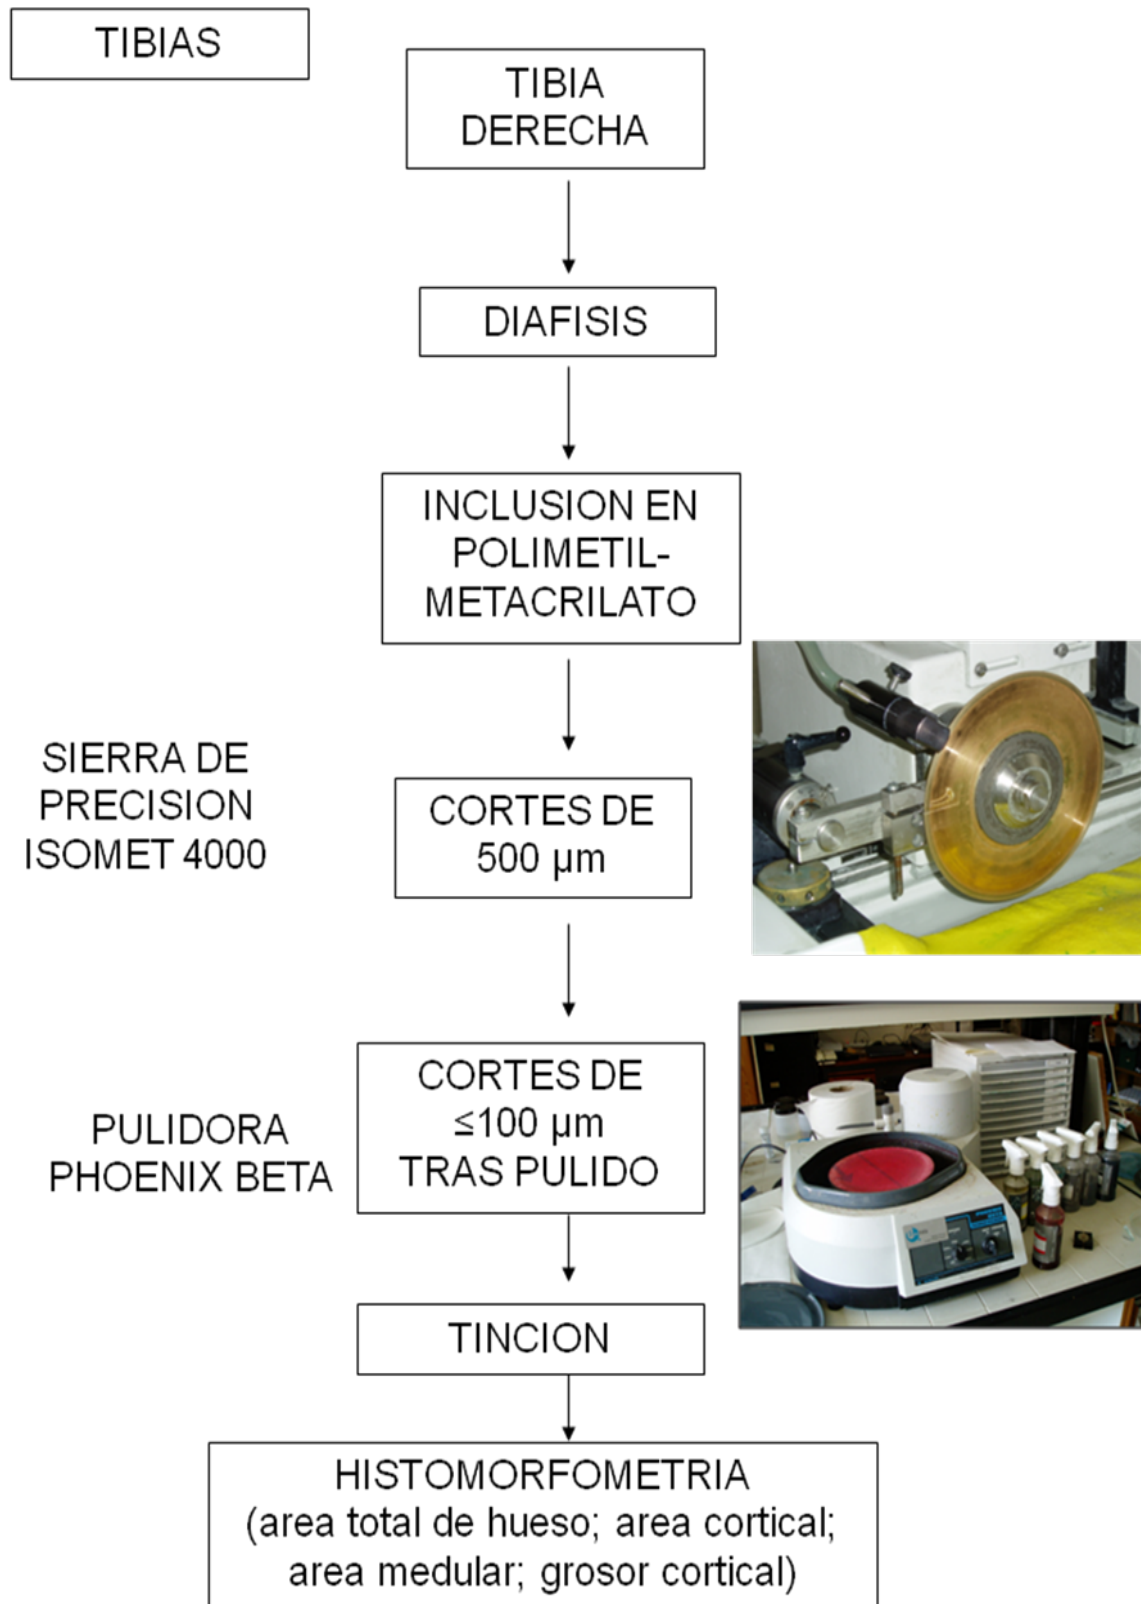 TIBIAS
TIBIA
DERECHA
DIAFISIS
INCLUSION EN
POLIMETIL-
METACRILATO
SIERRA DE
PRECISION
ISOMET 4000
CORTES DE
500 μm
PULIDORA
PHOENIX BETA
CORTES DE
≤100 μm
TRAS PULIDO
TINCION
HISTOMORFOMETRIA
(area total de hueso; area cortical;
area medular; grosor cortical)